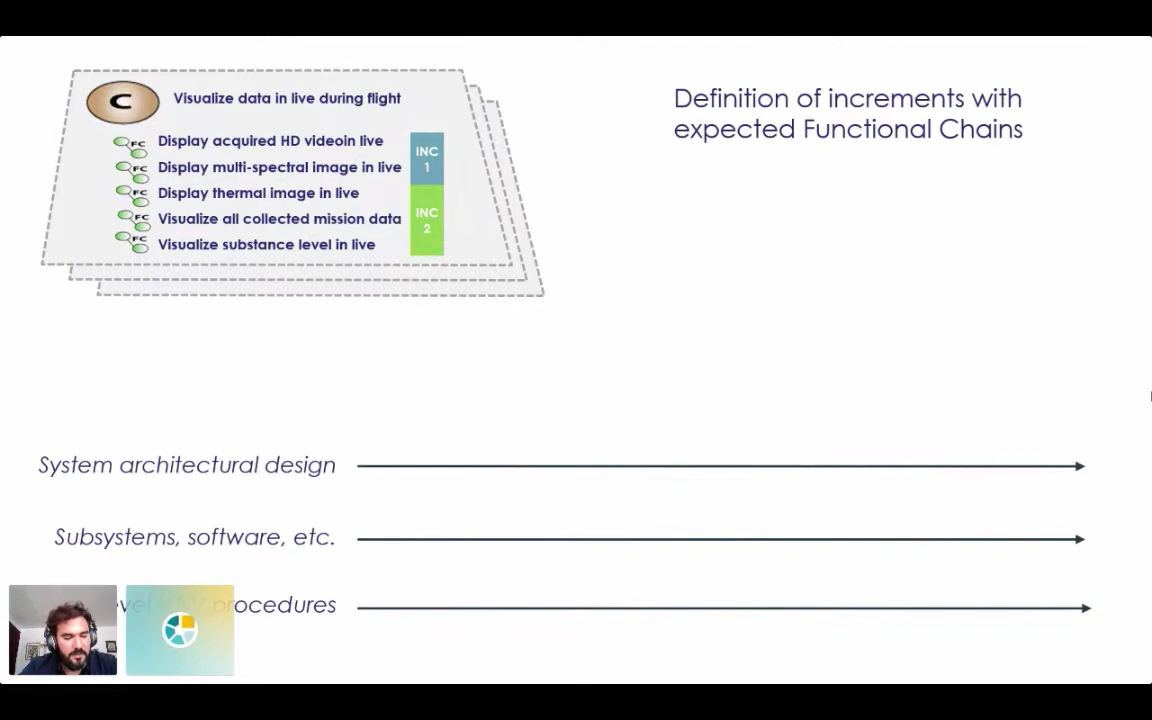 C
Visualize data in live during flight
FC Display acquired HD videoin live
FC Display multi-spectral image in live
FC Display thermal image in live
FC Visualize all collected mission data
FC Visualize substance level in live
INC
1
INC
2
Definition of increments with
expected Functional Chains
System architectural design
Subsystems, software, etc.
procedures